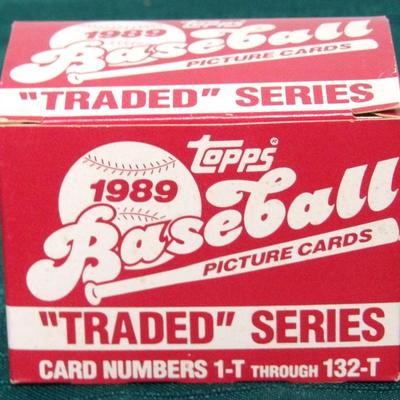 1989
Baseball
PICTURE CARDS
"TRADED" SERIES
topps®
1989
Baseball
PICTURE CARDS
"TRADED" SERIES
CARD NUMBERS 1-T THROUGH 132-T